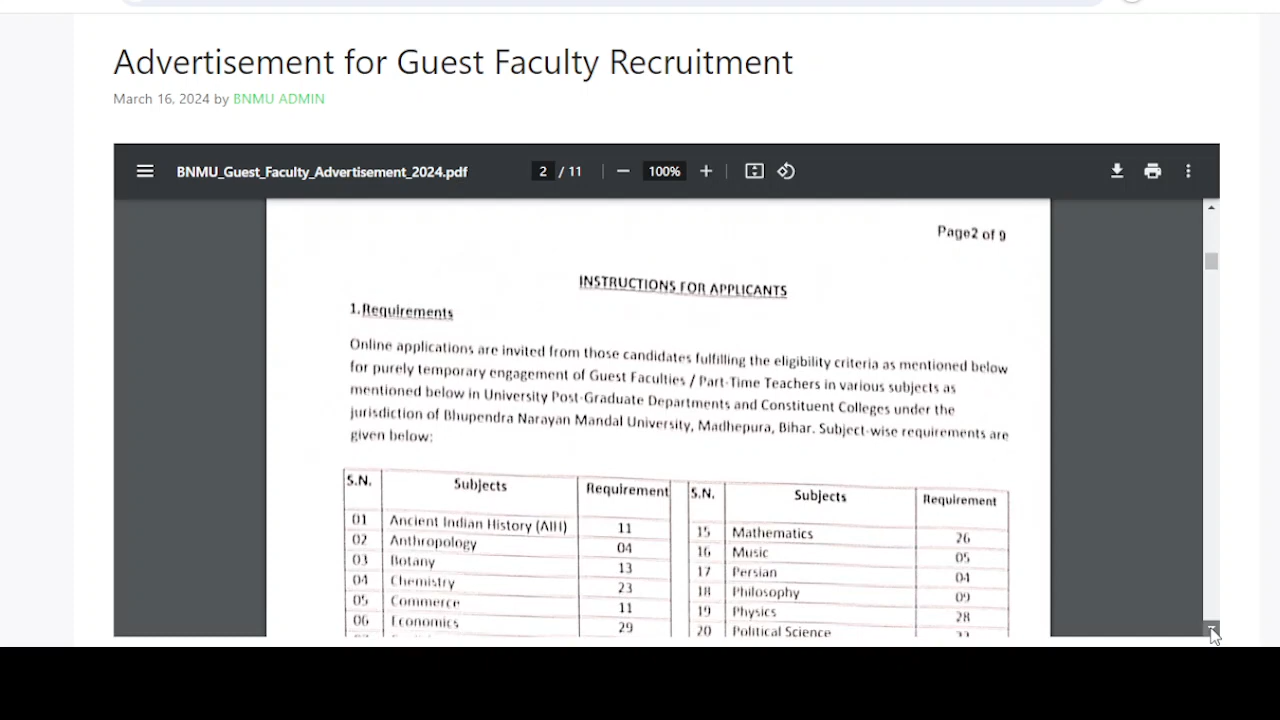 Advertisement for Guest Faculty Recruitment
March 16, 2024 by BNMU ADMIN
BNMU_Guest_Faculty_Advertisement_2024.pdf 2 / 11 100%
Page2 of 9
INSTRUCTIONS FOR APPLICANTS
1.Requirements
Online applications are invited from those candidates fulfilling the eligibility criteria as mentioned below
for purely temporary engagement of Guest Faculties / Part-Time Teachers in various subjects as
mentioned below in University Post-Graduate Departments and Constituent Colleges under the
jurisdiction of Bhupendra Narayan Mandal University, Madhepura, Bihar. Subject-wise requirements are
given below:
S.N. Subjects Requirement S.N. Subjects Requirement
01 Ancient Indian History (AIH) 11 15 Mathematics 26
02 Anthropology 04 16 Music 05
03 Botany 13 17 Persian 04
04 Chemistry 23 18 Philosophy 09
05 Commerce 11 19 Physics 28
06 Economics 29 20 Political Science